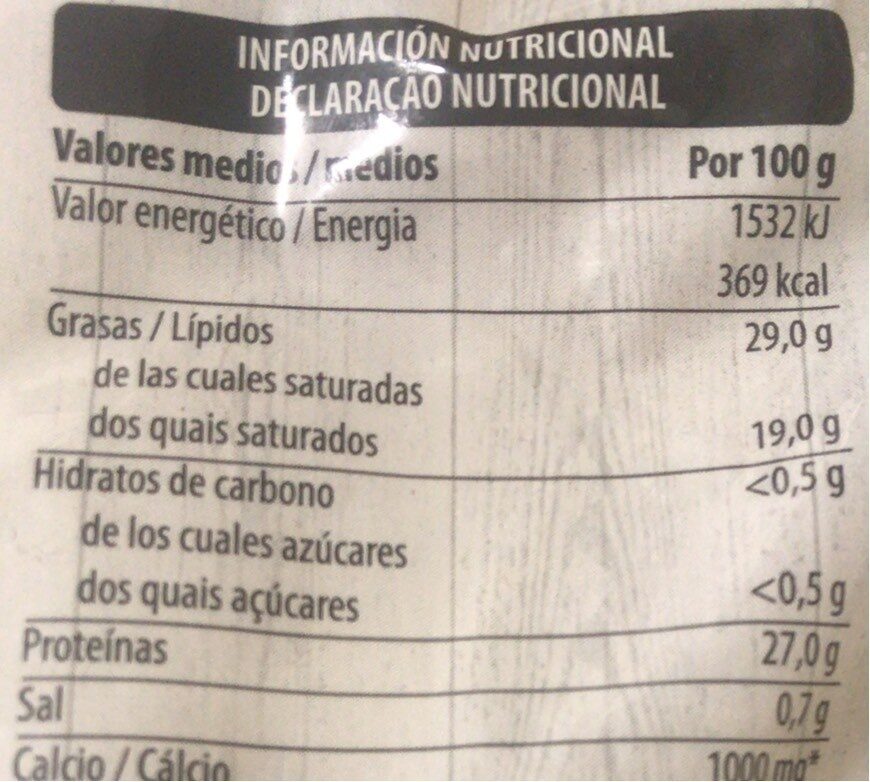 INFORMACIÓN NUTRICIONAL
DECLARAÇÃO NUTRICIONAL
Valores medios / médios Por 100 g
Valor energético / Energia 1532 kJ
369 kcal
Grasas / Lípidos 29,0 g
de las cuales saturadas
dos quais saturados 19,0 g
Hidratos de carbono <0,5 g
de los cuales azúcares
dos quais açúcares <0,5 g
Proteínas 27,0 g
Sal 0,7 g
Calcio / Cálcio 1000 mg*